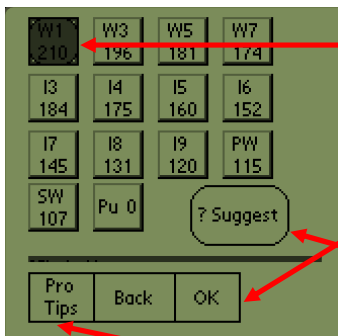 W1 W3 W5 W7
210 196 181 174
I3 I4 I5 I6
184 175 160 152
I7 I8 I9 PW
145 131 120 115
SW Pu 0 ? Suggest
107
Pro Tips Back OK